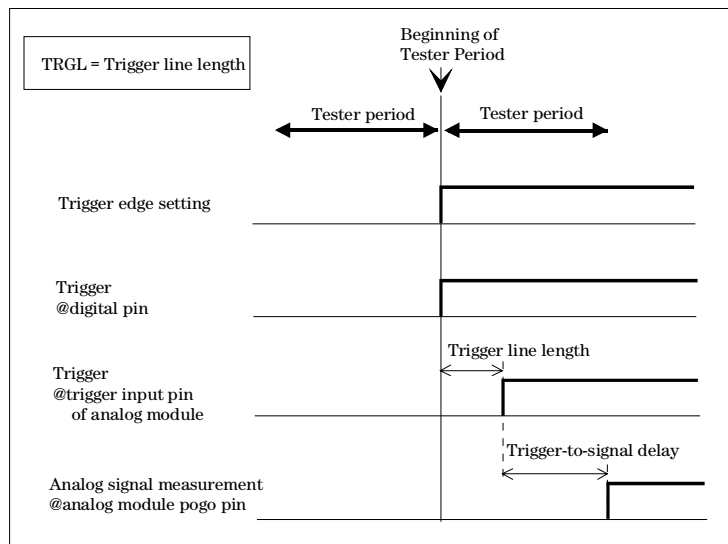 Beginning of
Tester Period
TRGL = Trigger line length
Tester period
Tester period
Trigger edge setting
Trigger
@digital pin
Trigger line length
Trigger
@trigger input pin
of analog module
Trigger-to-signal delay
Analog signal measurement
@analog module pogo pin